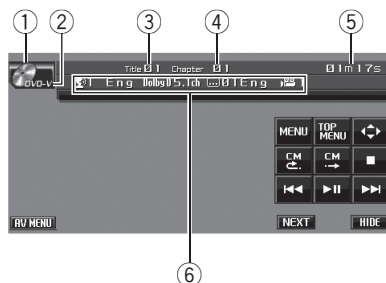 1 2 3 4 5
Title 01 Chapter 01 01m17s
DVD-V
1 Eng Dolby D 5.1ch 01 Eng
MENU TOP MENU
CM CM
AV MENU NEXT HIDE
6